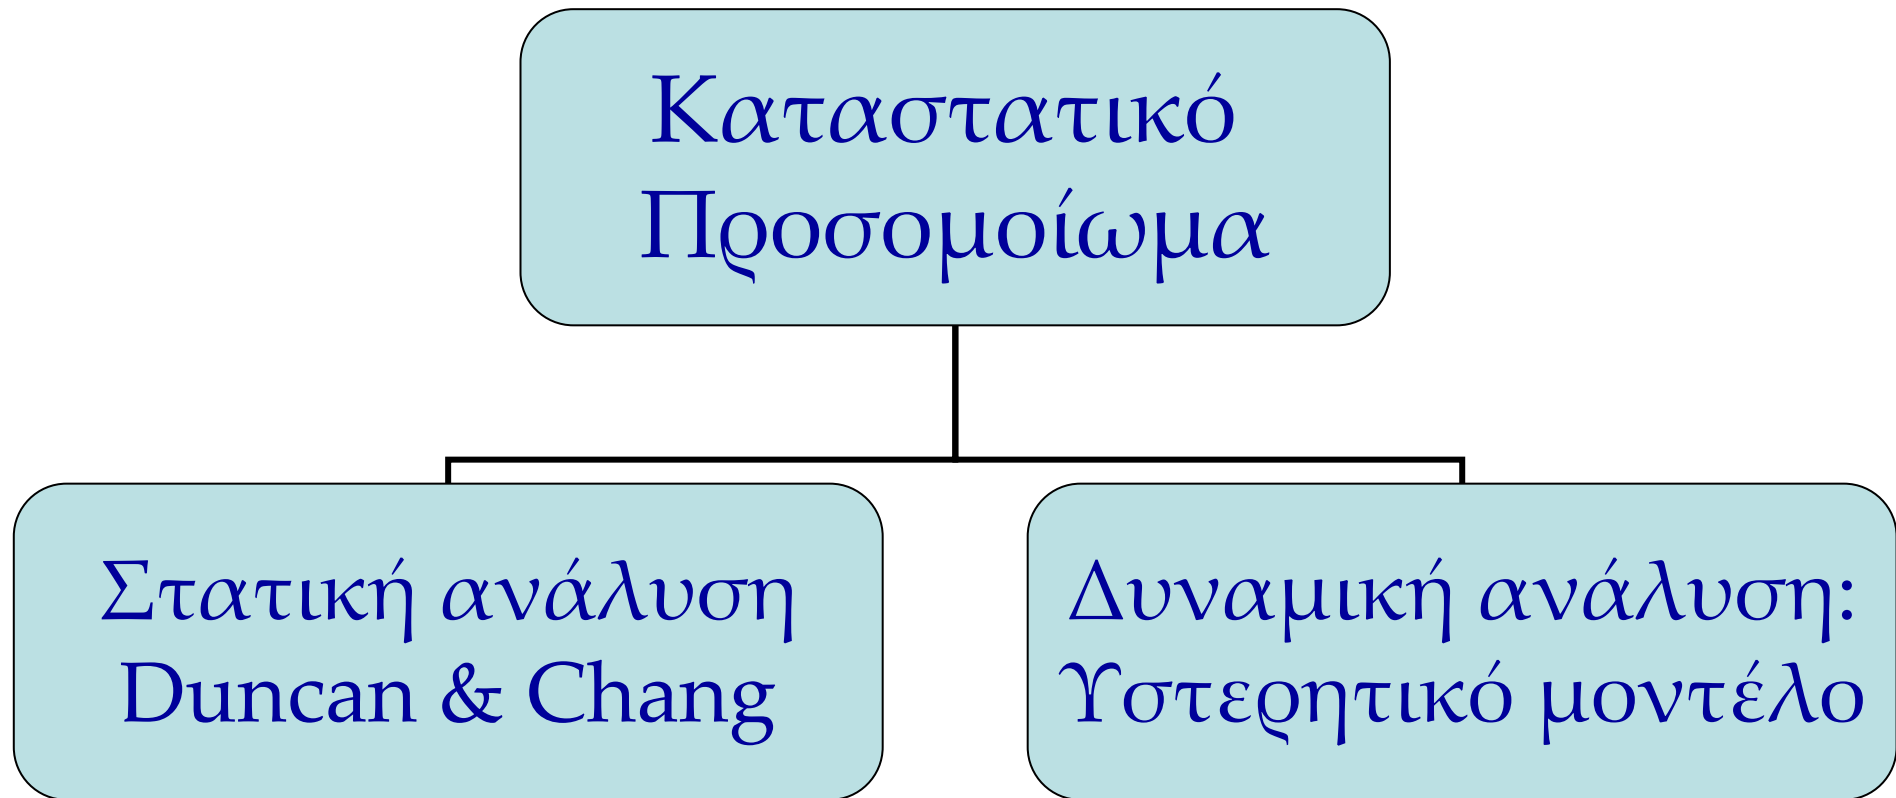 Καταστατικό
Προσομοίωμα
Στατική ανάλυση
Duncan & Chang
Δυναμική ανάλυση:
Υστερητικό μοντέλο